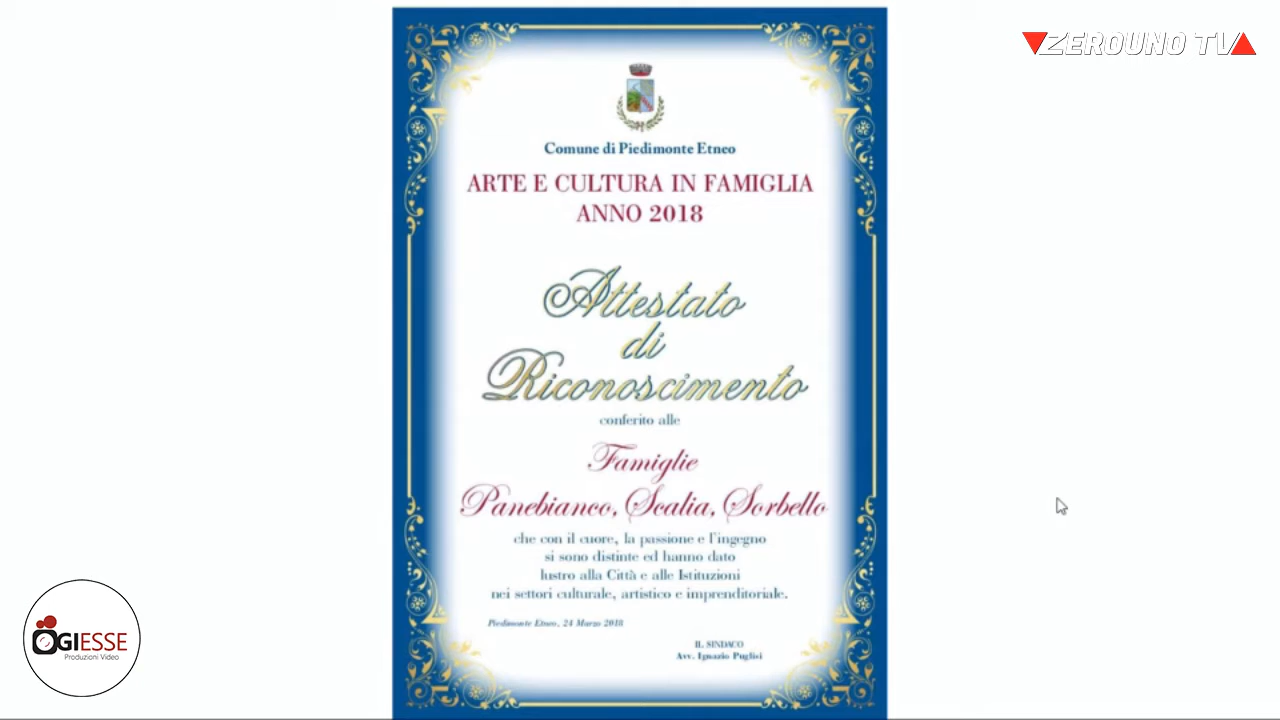 ZEROUNO TV
Comune di Piedimonte Etneo
ARTE E CULTURA IN FAMIGLIA
ANNO 2018
Attestato
di
Riconoscimento
conferito alle
Famiglie
Panebianco, Scalia, Sorbello
che con il cuore, la passione e l'ingegno
si sono distinte ed hanno dato
lustro alla Città e alle Istituzioni
nei settori culturale, artistico e imprenditoriale.
Piedimonte Etneo, 24 Marzo 2018
IL SINDACO
Avv. Ignazio Puglisi
OGIESSE
Produzioni Video